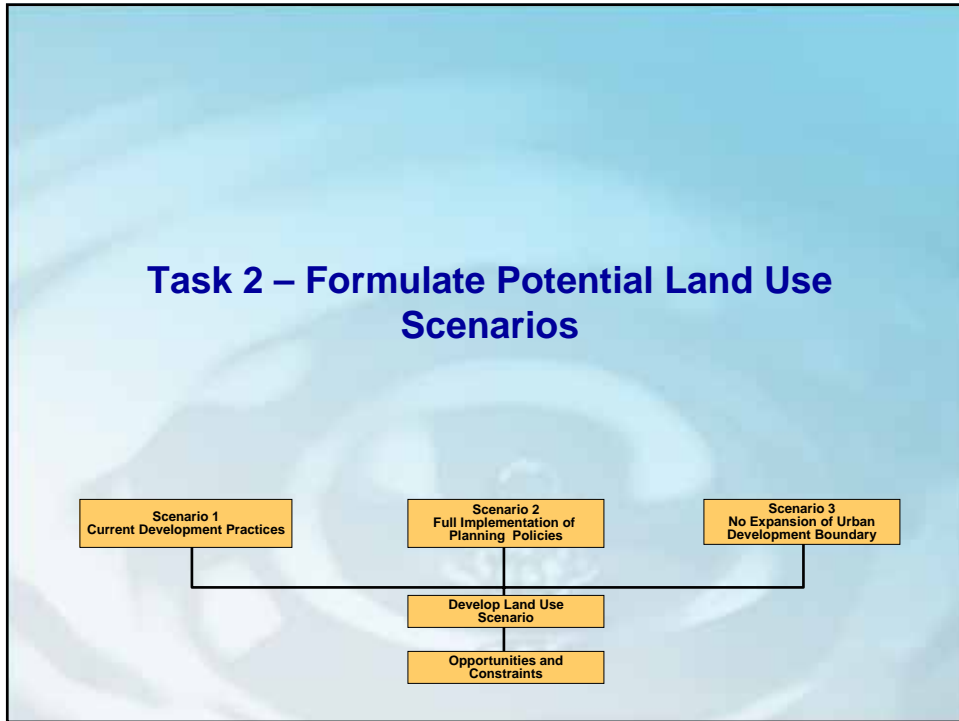 Task 2 – Formulate Potential Land Use
Scenarios
Scenario 1
Current Development Practices
Scenario 2
Full Implementation of
Planning Policies
Scenario 3
No Expansion of Urban
Development Boundary
Develop Land Use
Scenario
Opportunities and
Constraints